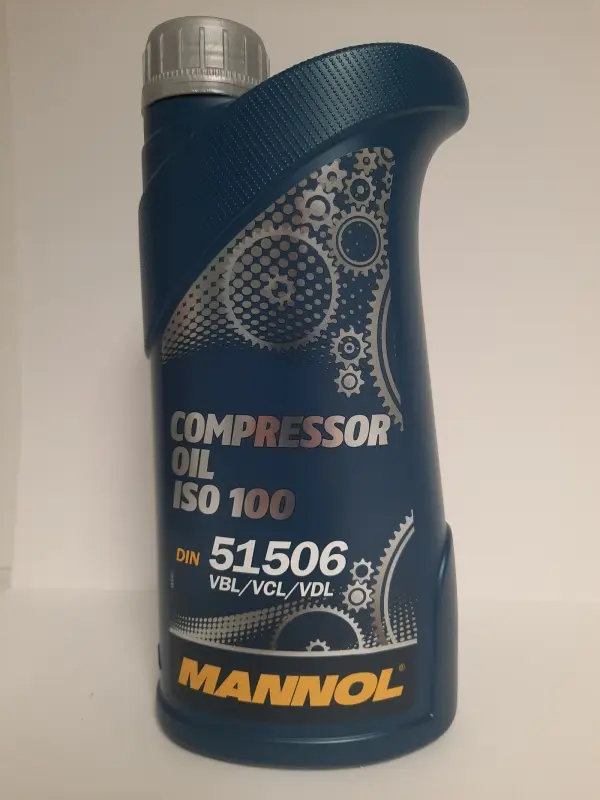 COMPRESSOR
OIL
ISO 100
DIN 51506
VBL/VCL/VDL
MANNOL®